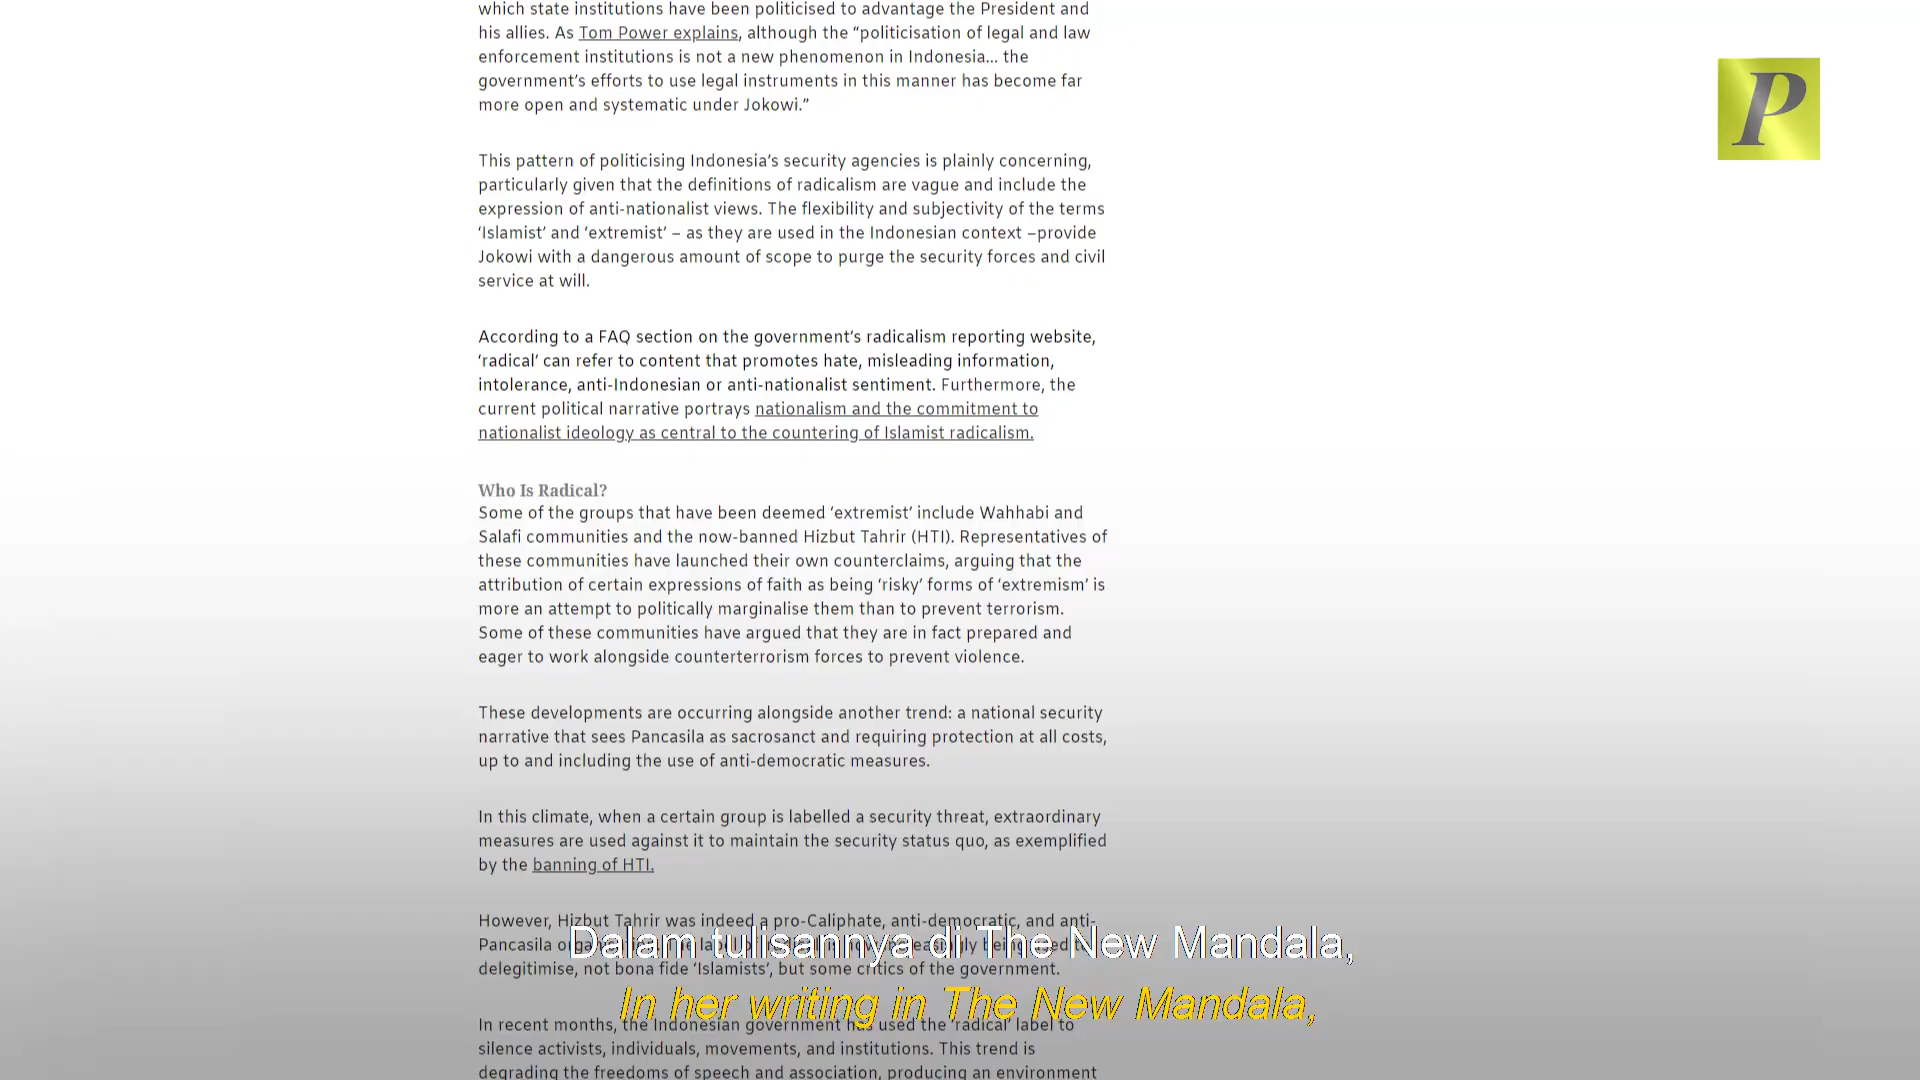 which state institutions have been politicised to advantage the President and
his allies. As Tom Power explains, although the “politicisation of legal and law
enforcement institutions is not a new phenomenon in Indonesia... the
government’s efforts to use legal instruments in this manner has become far
more open and systematic under Jokowi.”
This pattern of politicising Indonesia’s security agencies is plainly concerning,
particularly given that the definitions of radicalism are vague and include the
expression of anti-nationalist views. The flexibility and subjectivity of the terms
‘Islamist’ and ‘extremist’ – as they are used in the Indonesian context –provide
Jokowi with a dangerous amount of scope to purge the security forces and civil
service at will.
According to a FAQ section on the government’s radicalism reporting website,
‘radical’ can refer to content that promotes hate, misleading information,
intolerance, anti-Indonesian or anti-nationalist sentiment. Furthermore, the
current political narrative portrays nationalism and the commitment to
nationalist ideology as central to the countering of Islamist radicalism.
Who Is Radical?
Some of the groups that have been deemed ‘extremist’ include Wahhabi and
Salafi communities and the now-banned Hizbut Tahrir (HTI). Representatives of
these communities have launched their own counterclaims, arguing that the
attribution of certain expressions of faith as being ‘risky’ forms of ‘extremism’ is
more an attempt to politically marginalise them than to prevent terrorism.
Some of these communities have argued that they are in fact prepared and
eager to work alongside counterterrorism forces to prevent violence.
These developments are occurring alongside another trend: a national security
narrative that sees Pancasila as sacrosanct and requiring protection at all costs,
up to and including the use of anti-democratic measures.
In this climate, when a certain group is labelled a security threat, extraordinary
measures are used against it to maintain the security status quo, as exemplified
by the banning of HTI.
However, Hizbut Tahrir was indeed a pro-Caliphate, anti-democratic, and anti-
Pancasila
delegitimise, not bona fide ‘Islamists’, but some critics of the government.
In recent months, the Indonesian government has used the ‘radical’ label to
silence activists, individuals, movements, and institutions. This trend is
degrading the freedoms of speech and association, producing an environment
Dalam tulisannya di The New Mandala,
In her writing in The New Mandala,
P